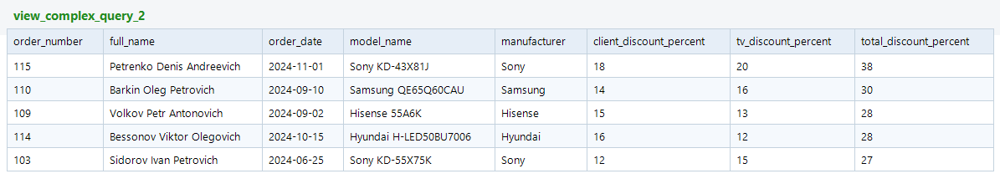 view_complex_query_2
order_number full_name order_date model_name manufacturer client_discount_percent tv_discount_percent total_discount_percent
115 Petrenko Denis Andreevich 2024-11-01 Sony KD-43X81J Sony 18 20 38
110 Barkin Oleg Petrovich 2024-09-10 Samsung QE65Q60CAU Samsung 14 16 30
109 Volkov Petr Antonovich 2024-09-02 Hisense 55A6K Hisense 15 13 28
114 Bessonov Viktor Olegovich 2024-10-15 Hyundai H-LED50BU7006 Hyundai 16 12 28
103 Sidorov Ivan Petrovich 2024-06-25 Sony KD-55X75K Sony 12 15 27